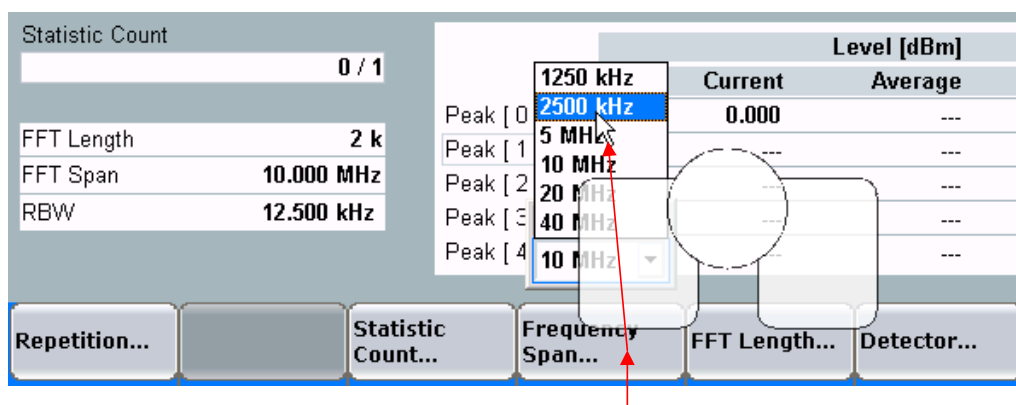 Statistic Count
0 / 1
FFT Length 2 k
FFT Span 10.000 MHz
RBW 12.500 kHz
Level [dBm]
Current Average
Peak [ 0 0.000 ---
Peak [ 1 --- ---
Peak [ 2 --- ---
Peak [ 3 --- ---
Peak [ 4 --- ---
1250 kHz
2500 kHz
5 MHz
10 MHz
20 MHz
40 MHz
10 MHz
Repetition...
Statistic
Count...
Frequency
Span...
FFT Length...
Detector...